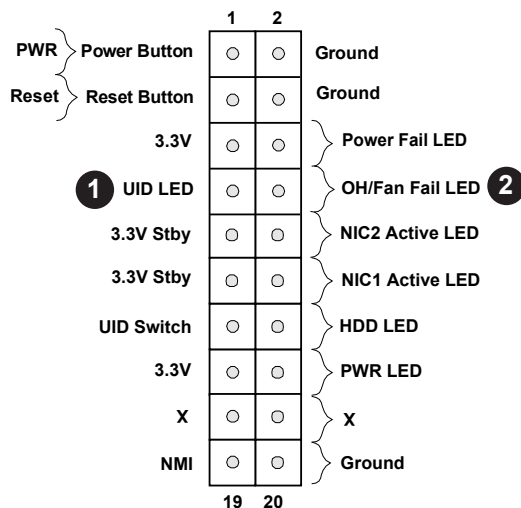 1 2
PWR Power Button Ground
Reset Reset Button Ground
3.3V Power Fail LED
1 UID LED OH/Fan Fail LED 2
3.3V Stby NIC2 Active LED
3.3V Stby NIC1 Active LED
UID Switch HDD LED
3.3V PWR LED
X X
NMI Ground
19 20